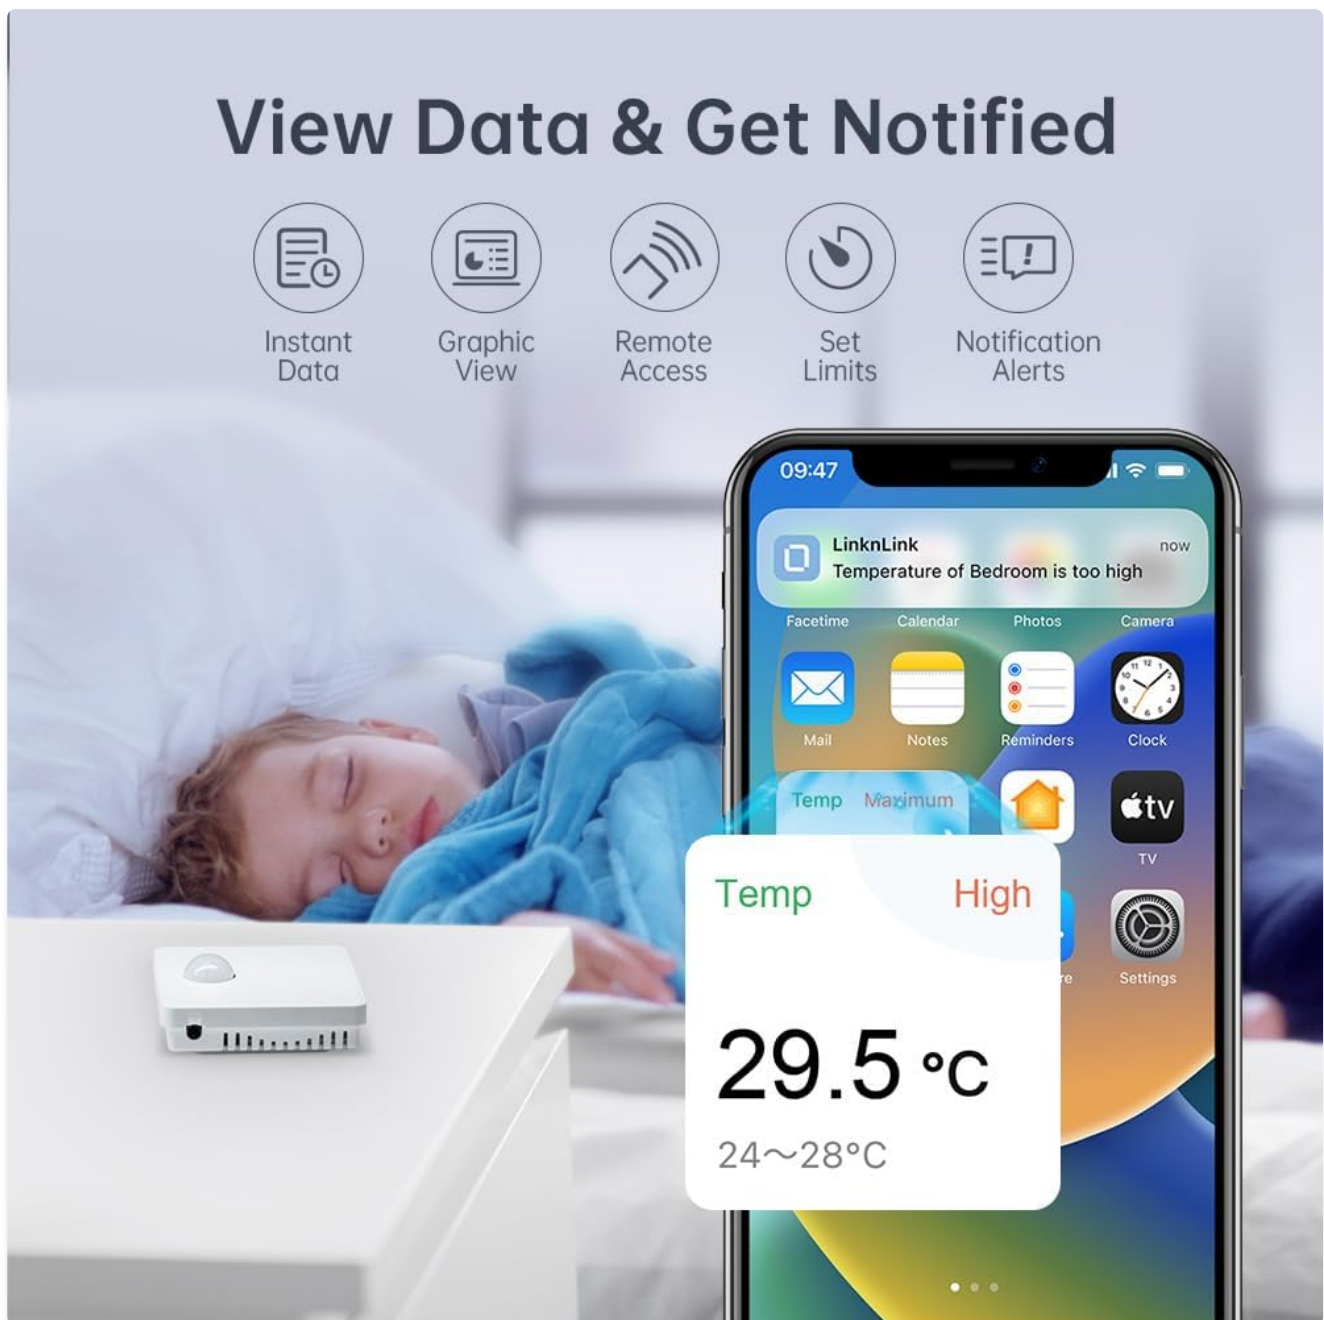 View Data & Get Notified
Instant
Data
Graphic
View
Remote
Access
Set
Limits
Notification
Alerts
09:47
LinknLink
now
Temperature of Bedroom is too high
Facetime
Calendar
Photos
Camera
Mail
Notes
Reminders
Clock
Temp
Maximum
tv
TV
Temp
High
re
Settings
29.5 °C
24～28°C